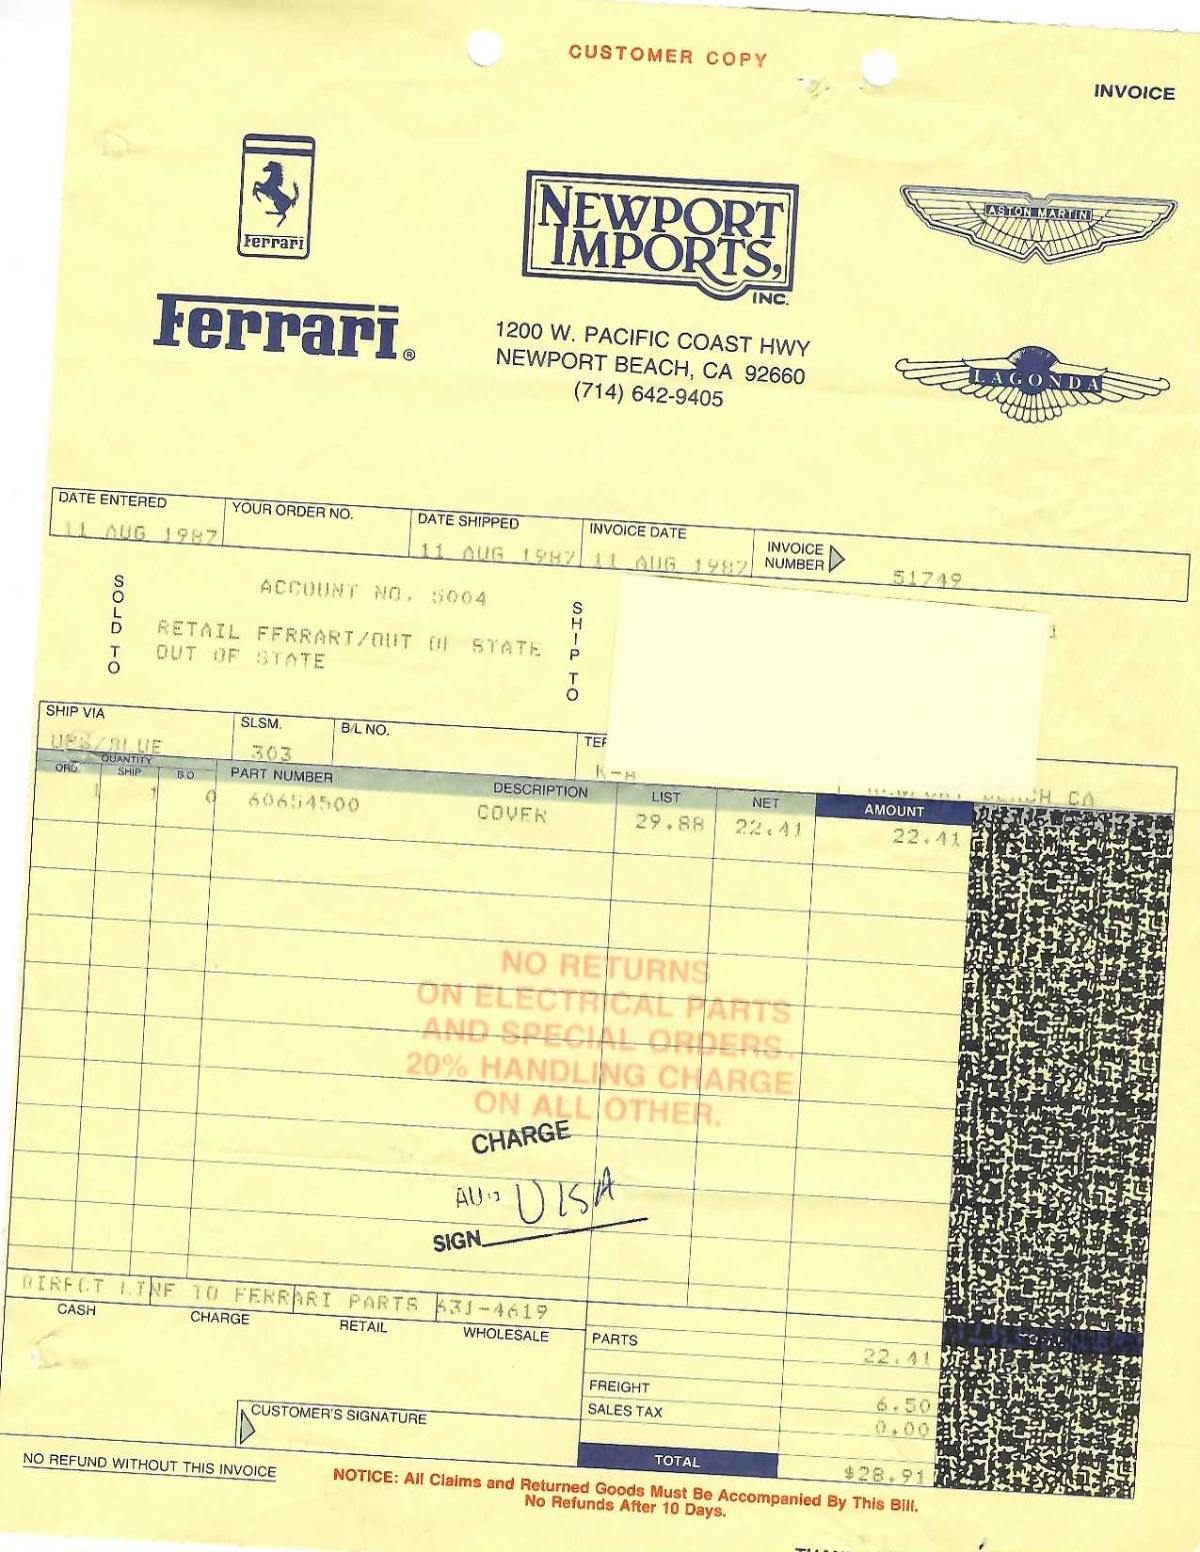 CUSTOMER COPY
INVOICE
Ferrari
NEWPORT
IMPORTS,
INC.
ASTON MARTIN
Ferrari®
1200 W. PACIFIC COAST HWY
NEWPORT BEACH, CA 92660
(714) 642-9405
LAGONDA
DATE ENTERED YOUR ORDER NO. DATE SHIPPED INVOICE DATE INVOICE NUMBER
11 AUG 1987 11 AUG 1987 11 AUG 1987 51749
SOLD TO
ACCOUNT NO. 5004
RETAIL FERRARI/OUT OF STATE
OUT OF STATE
SHIP TO
SHIP VIA SLSM. B/L NO.
UPS/BLUE 303
QUANTITY
ORD. SHIP B.O. PART NUMBER DESCRIPTION LIST NET AMOUNT
1 1 0 60654500 COVER 29.88 22.41 22.41
NO RETURNS
ON ELECTRICAL PARTS
AND SPECIAL ORDERS.
20% HANDLING CHARGE
ON ALL OTHER.
CHARGE
VISA
SIGN
DIRECT LINE TO FERRARI PARTS 631-4619
CASH CHARGE RETAIL WHOLESALE
PARTS 22.41
FREIGHT 6.50
SALES TAX 0.00
CUSTOMER'S SIGNATURE
TOTAL $28.91
NO REFUND WITHOUT THIS INVOICE
NOTICE: All Claims and Returned Goods Must Be Accompanied By This Bill.
No Refunds After 10 Days.